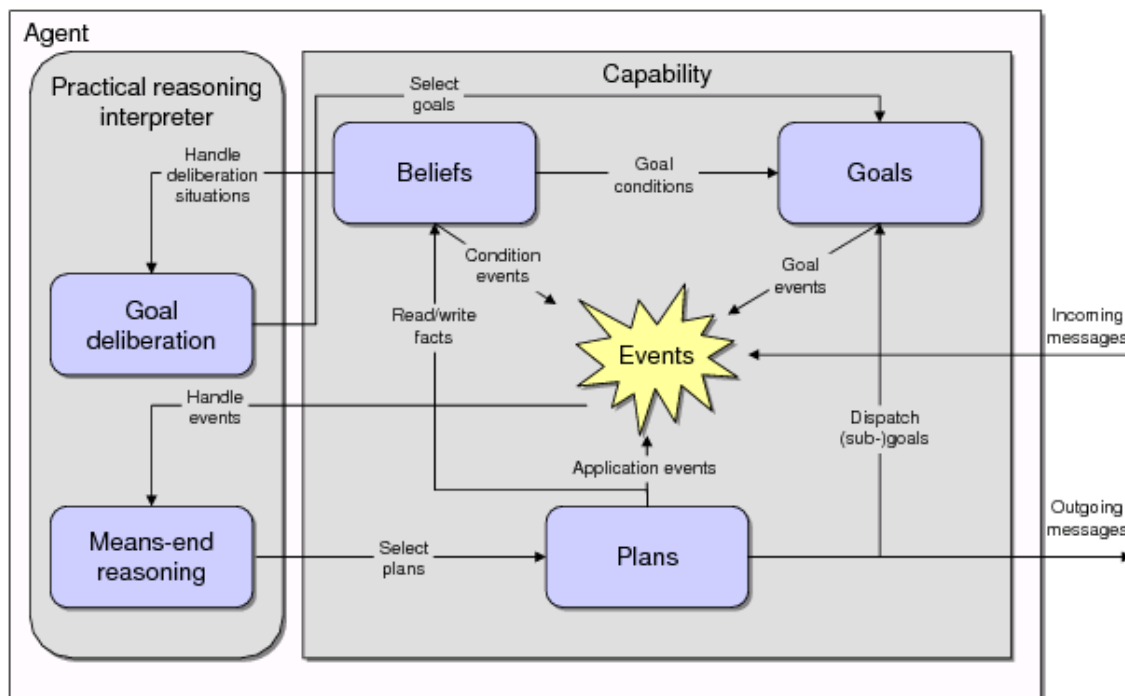 Agent
Practical reasoning
interpreter
Capability
Select
goals
Handle
deliberation
situations
Beliefs
Goal
conditions
Goals
Condition
events
Goal
events
Goal
deliberation
Read/write
facts
Events
Incoming
messages
Handle
events
Dispatch
(sub-)goals
Application events
Means-end
reasoning
Select
plans
Plans
Outgoing
messages